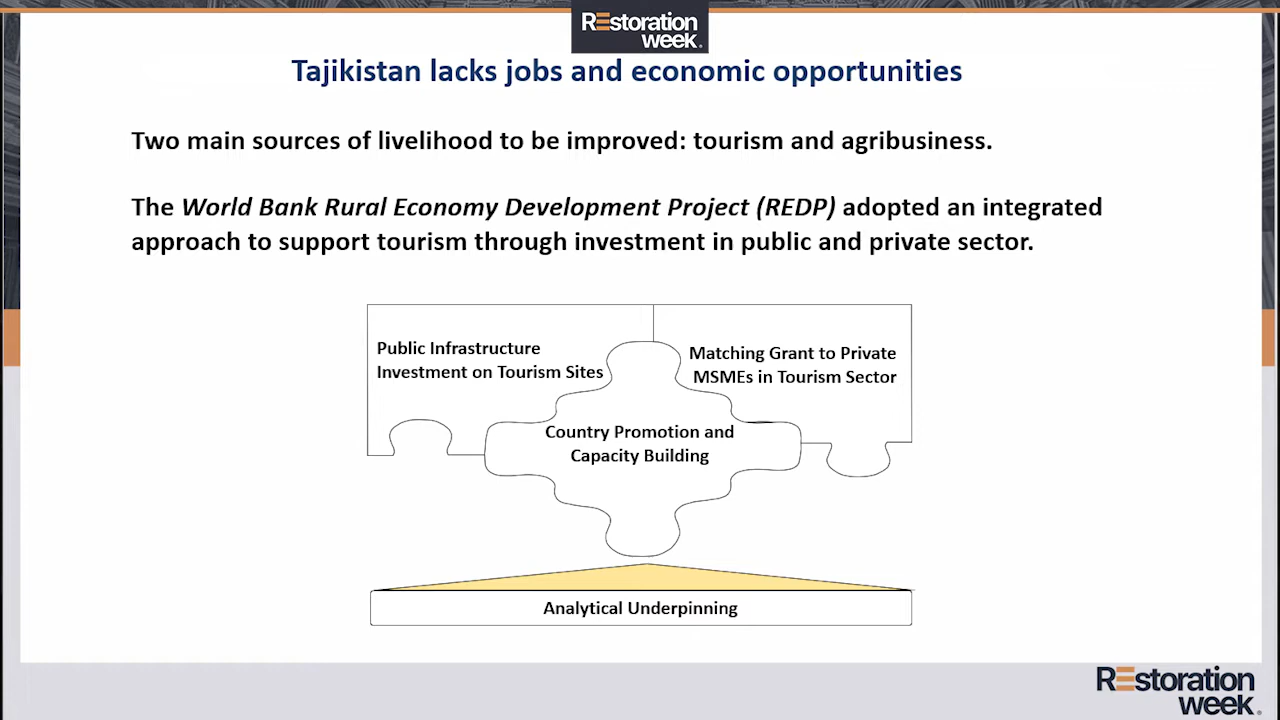 REstoration
week.
Tajikistan lacks jobs and economic opportunities
Two main sources of livelihood to be improved: tourism and agribusiness.
The World Bank Rural Economy Development Project (REDP) adopted an integrated
approach to support tourism through investment in public and private sector.
Public Infrastructure
Investment on Tourism Sites
Matching Grant to Private
MSMEs in Tourism Sector
Country Promotion and
Capacity Building
Analytical Underpinning
REstoration
week.